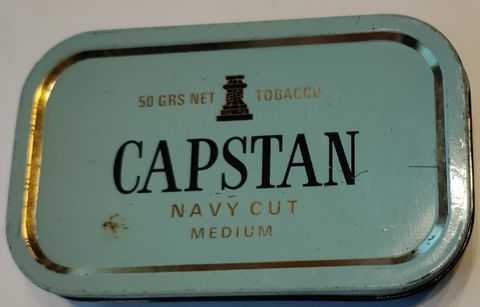 50 GRS NET TOBACCO
CAPSTAN
NAVY CUT
MEDIUM